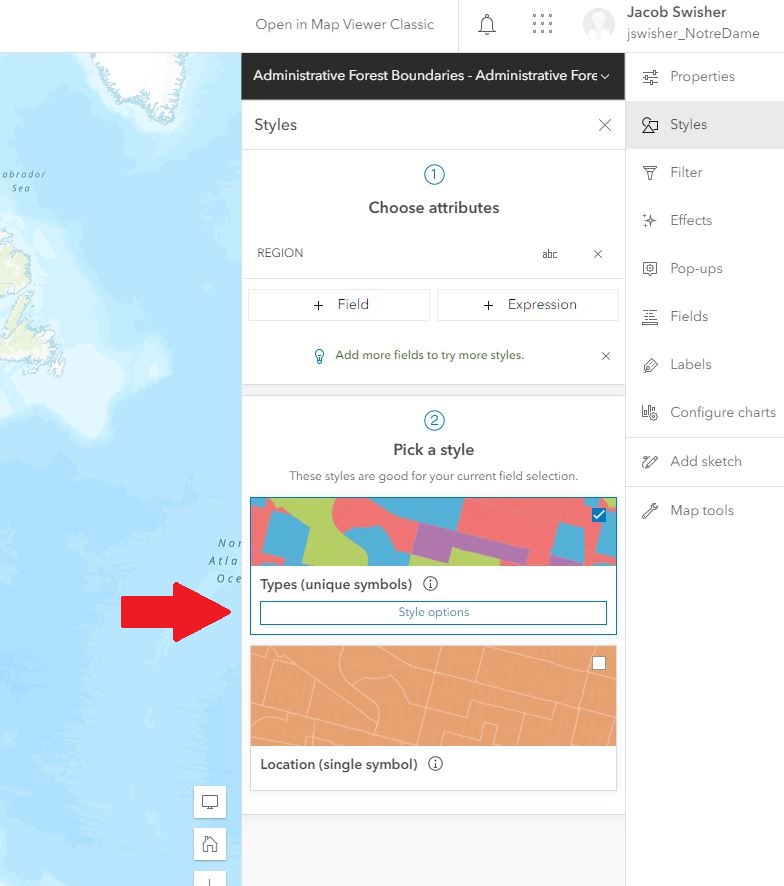 Open in Map Viewer Classic
Jacob Swisher
jswisher_NotreDame
Administrative Forest Boundaries - Administrative Fore
Styles
1
Choose attributes
REGION abc
+ Field
+ Expression
Add more fields to try more styles.
2
Pick a style
These styles are good for your current field selection.
Types (unique symbols)
Style options
Location (single symbol)
Properties
Styles
Filter
Effects
Pop-ups
Fields
Labels
Configure charts
Add sketch
Map tools
abrador
Sea
Nor
Atla
Oce